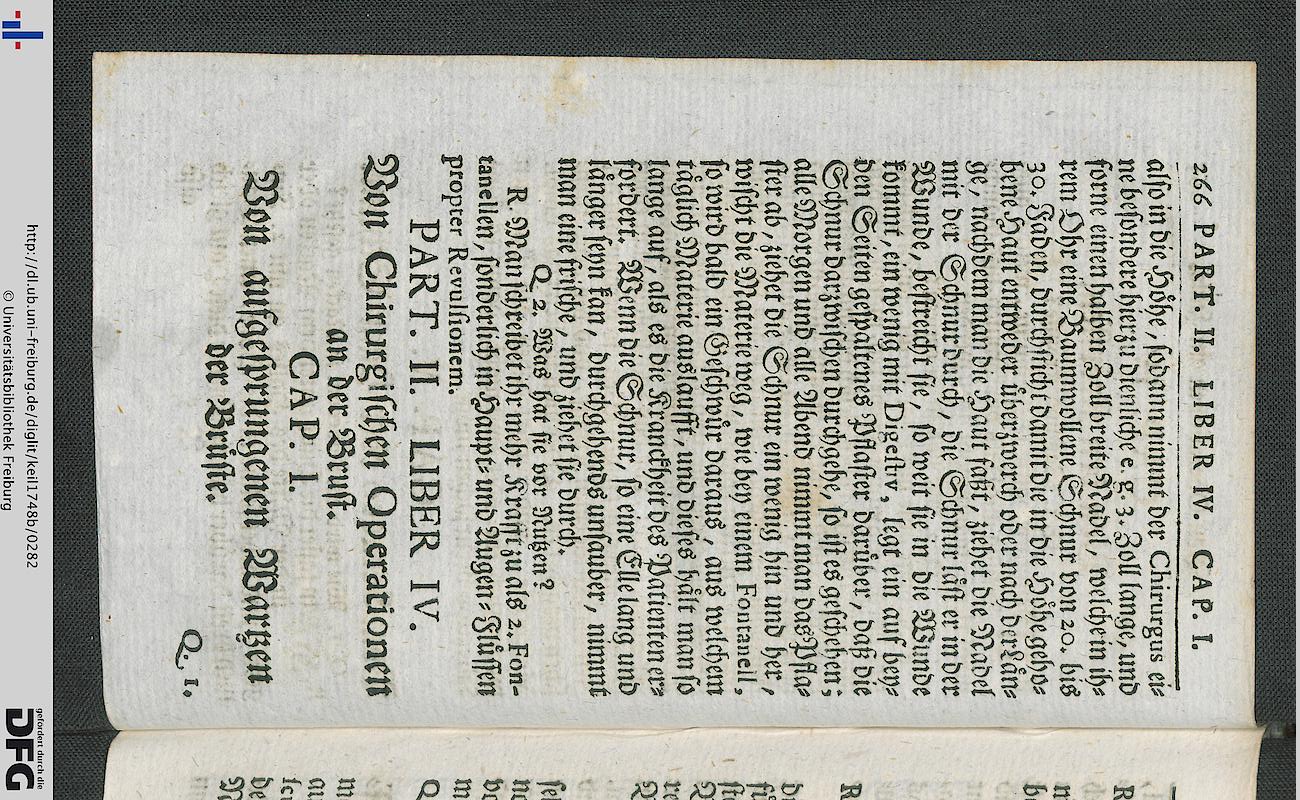 266 PART. II. LIBER IV. CAP. I.
also in die Höhe, sodann nimmt der Chirurgus ei-
ne besondere hierzu dienliche e. g. 3. Zoll lange, und
forne einen halben Zoll breite Nadel, welche in ih-
ren Ohr eine Baumwollene Schnur von 20. bis
30. Faden, durchsticht damit die in die Höhe geho-
bene Haut entweder überzwerch oder nach der Län-
ge, nachdem man die Haut faßt, ziehet die Nadel
mit der Schnur durch, die Schnur läst er in der
Wunde, bestreicht sie, so weit sie in die Wunde
kommt, ein wenig mit Digestiv, legt ein auf bey-
den Seiten gespaltenes Pflaster darüber, daß die
Schnur darzwischen durchgehe, so ist es geschehen;
alle Morgen und alle Abend nimmt man das Pfla-
ster ab, ziehet die Schnur ein wenig hin und her,
wischt die Materie weg, wie bey einem Fontanell,
so wird bald ein Geschwür daraus, aus welchem
täglich Materie auslaufft, und dieses hält man so
lange auf, als es die Kranckheit des Patienten er-
fordert. Wenn die Schnur, so eine Elle lang und
länger seyn kan, durchgehends unsauber, nimmt
man eine frische, und ziehet sie durch.
Q 2. Was hat sie vor Nutzen?
R. Man schreibet ihr mehr Krafft zu als 2. Fon-
tanellen, sonderlich in Haupt- und Augen-Flüssen
propter Revulsionem.
PART. II. LIBER IV.
Von Chirurgischen Operationen
an der Brust.
CAP. I.
Von aufgesprungenen Wartzen
der Brüste.
Q. 1.
http://dl.ub.uni-freiburg.de/diglit/keil1748b/0282
© Universitätsbibliothek Freiburg
gefördert durch die
DFG